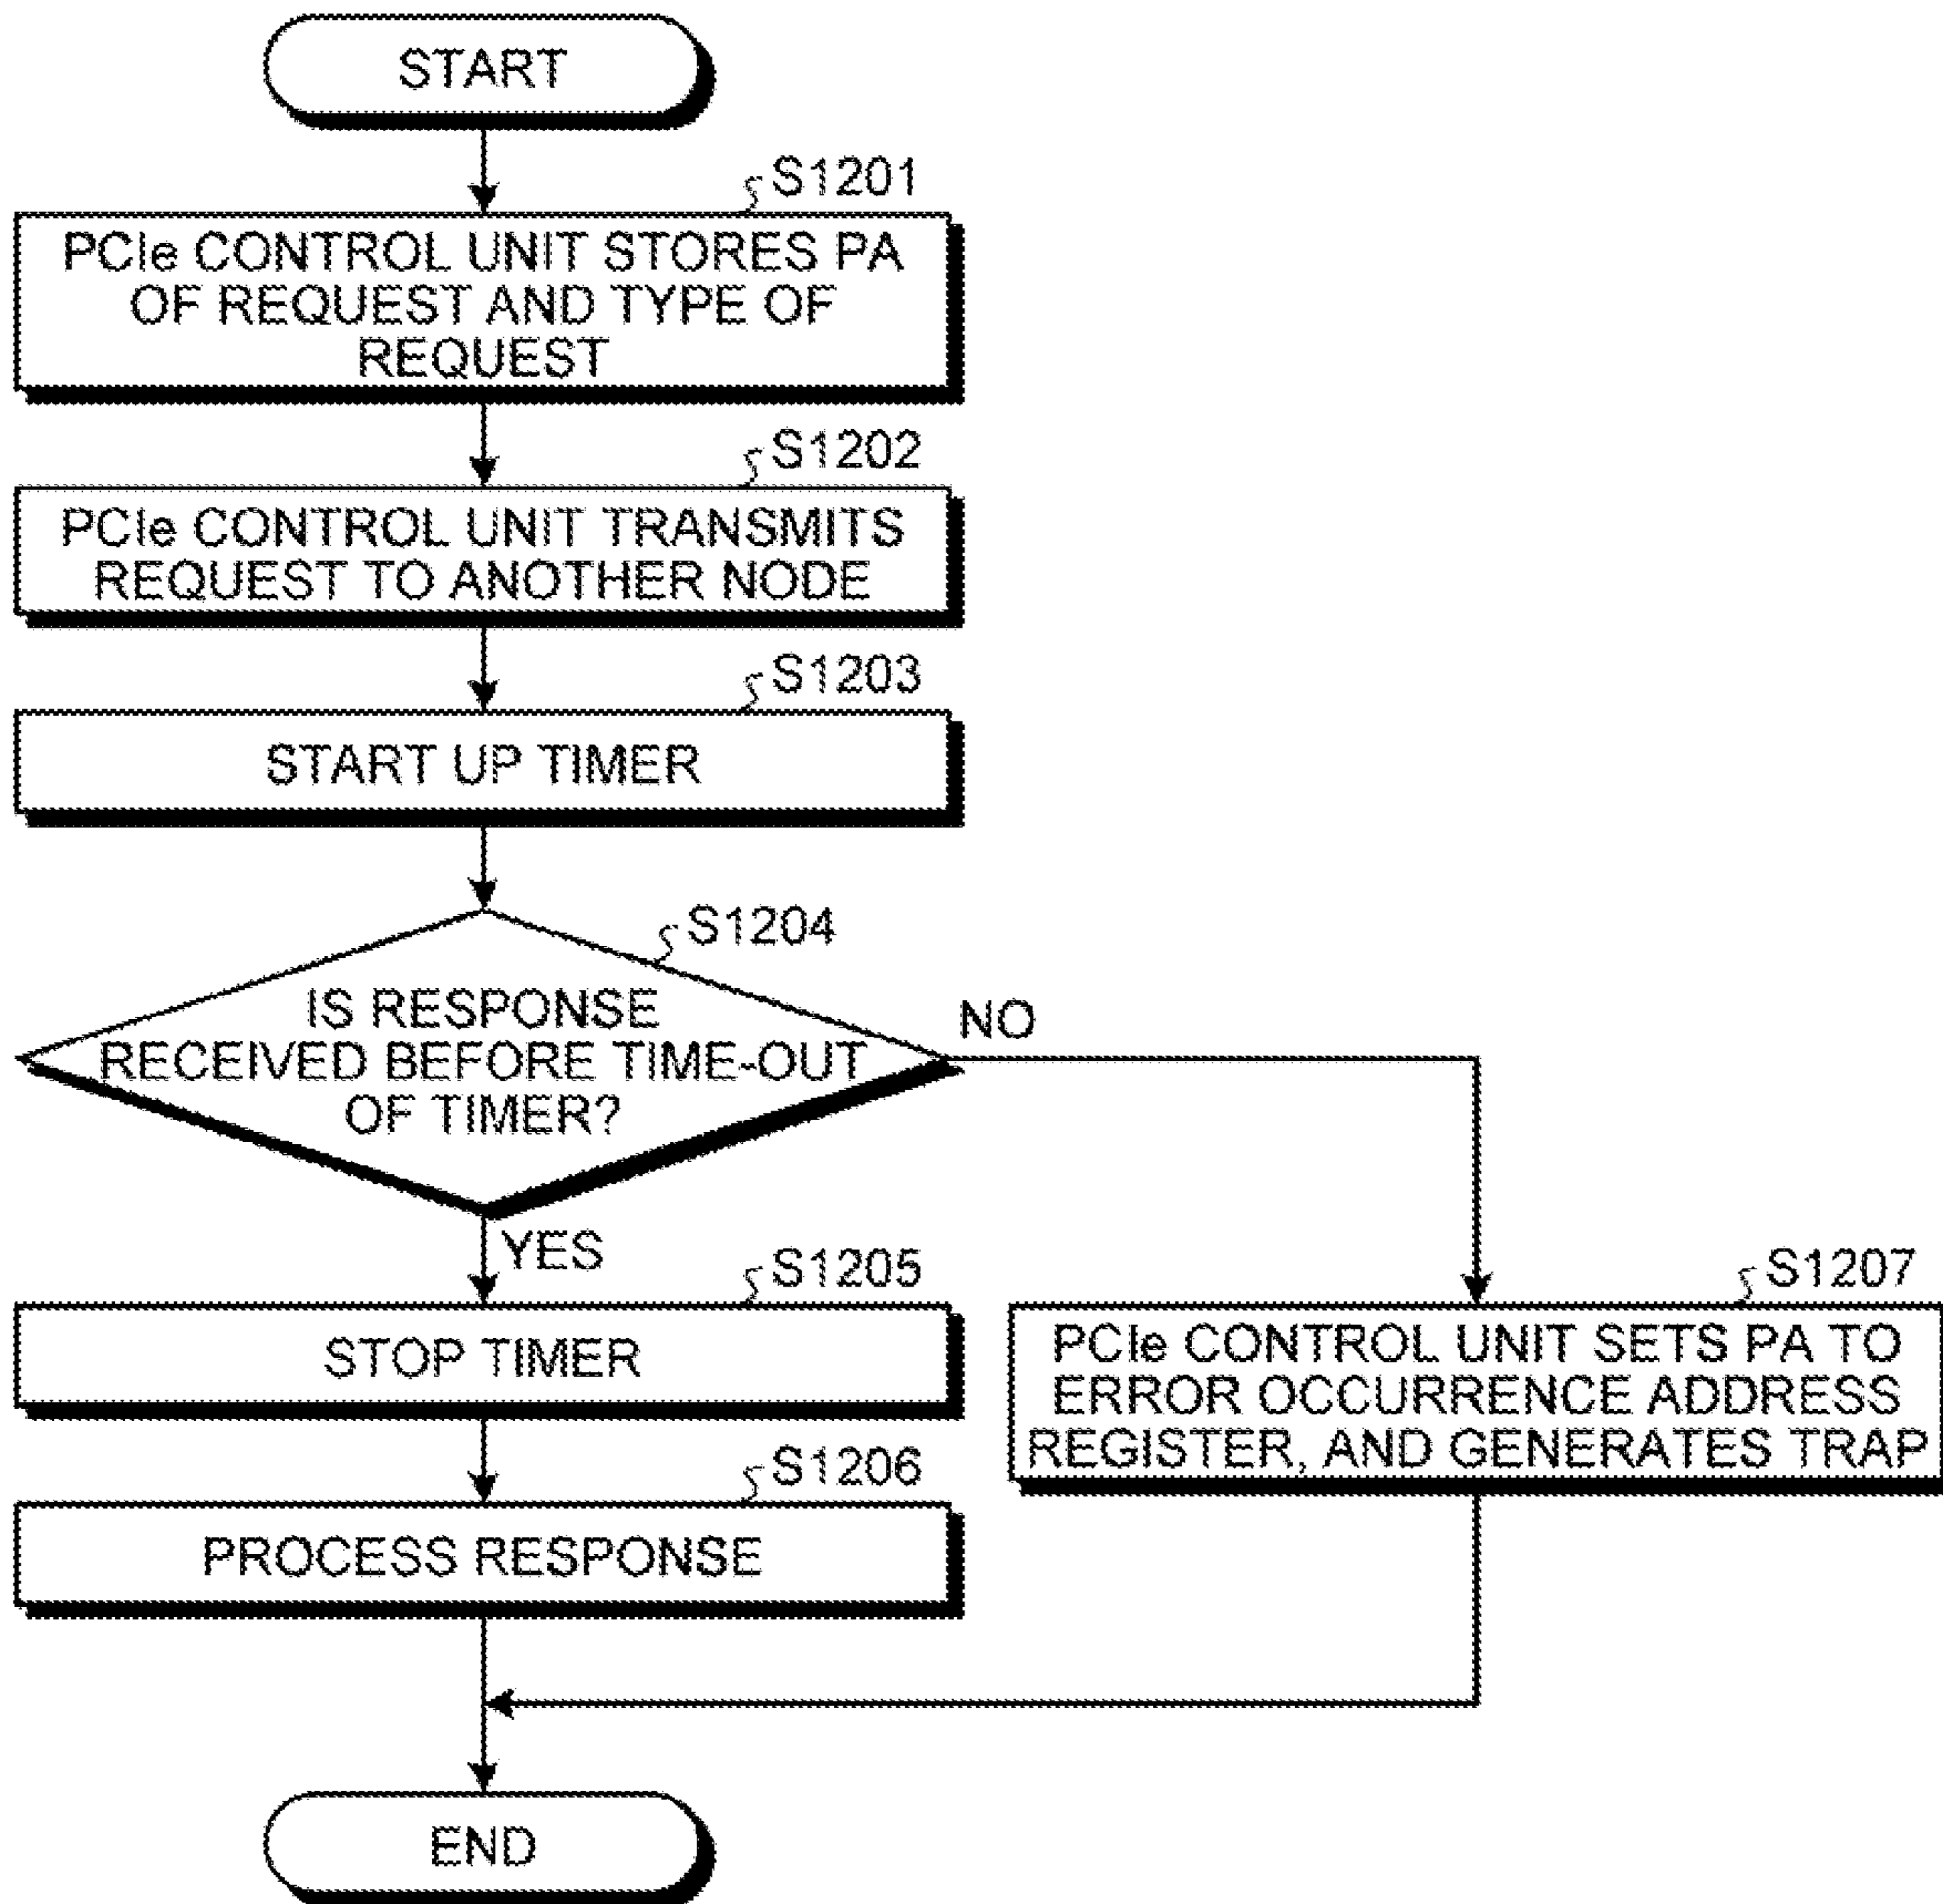 START
S1201
PCIe CONTROL UNIT STORES PA
OF REQUEST AND TYPE OF
REQUEST
S1202
PCIe CONTROL UNIT TRANSMITS
REQUEST TO ANOTHER NODE
S1203
START UP TIMER
S1204
IS RESPONSE
RECEIVED BEFORE TIME-OUT
OF TIMER?
NO
YES
S1205
STOP TIMER
S1206
PROCESS RESPONSE
S1207
PCIe CONTROL UNIT SETS PA TO
ERROR OCCURRENCE ADDRESS
REGISTER, AND GENERATES TRAP
END